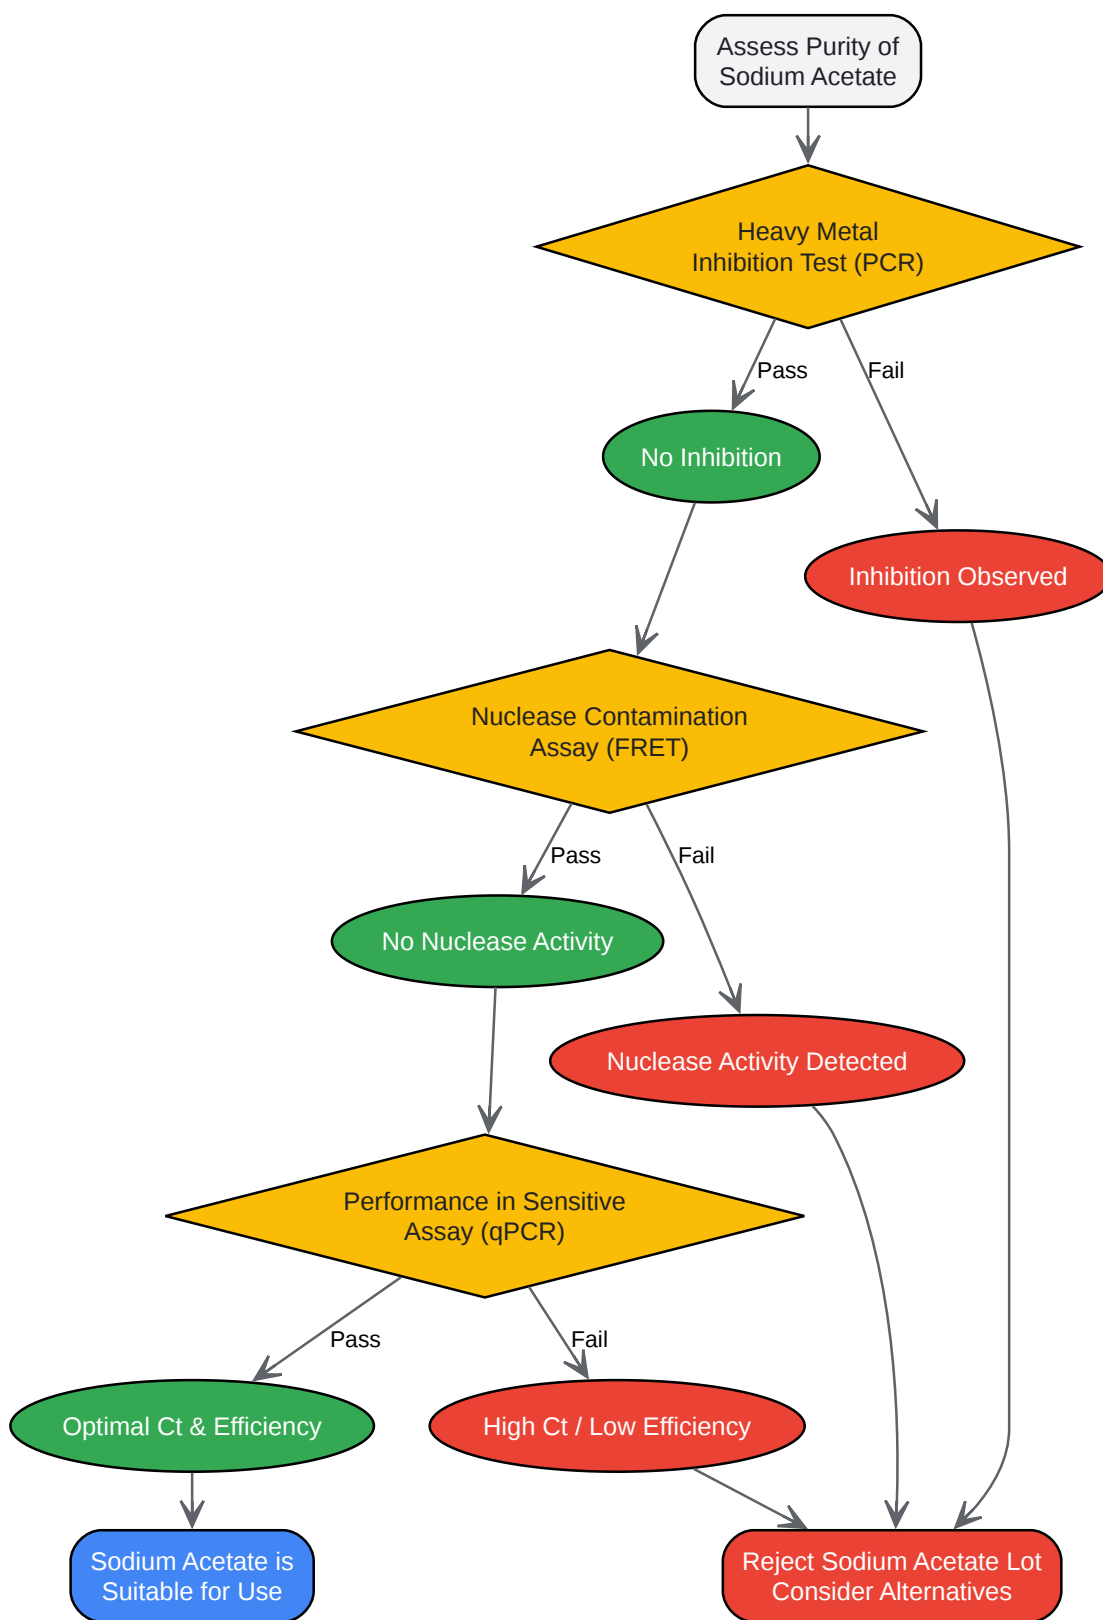 Assess Purity of
Sodium Acetate
Heavy Metal
Inhibition Test (PCR)
Pass
Fail
No Inhibition
Inhibition Observed
Nuclease Contamination
Assay (FRET)
Pass
Fail
No Nuclease Activity
Nuclease Activity Detected
Performance in Sensitive
Assay (qPCR)
Pass
Fail
Optimal Ct & Efficiency
High Ct / Low Efficiency
Sodium Acetate is
Suitable for Use
Reject Sodium Acetate Lot
Consider Alternatives